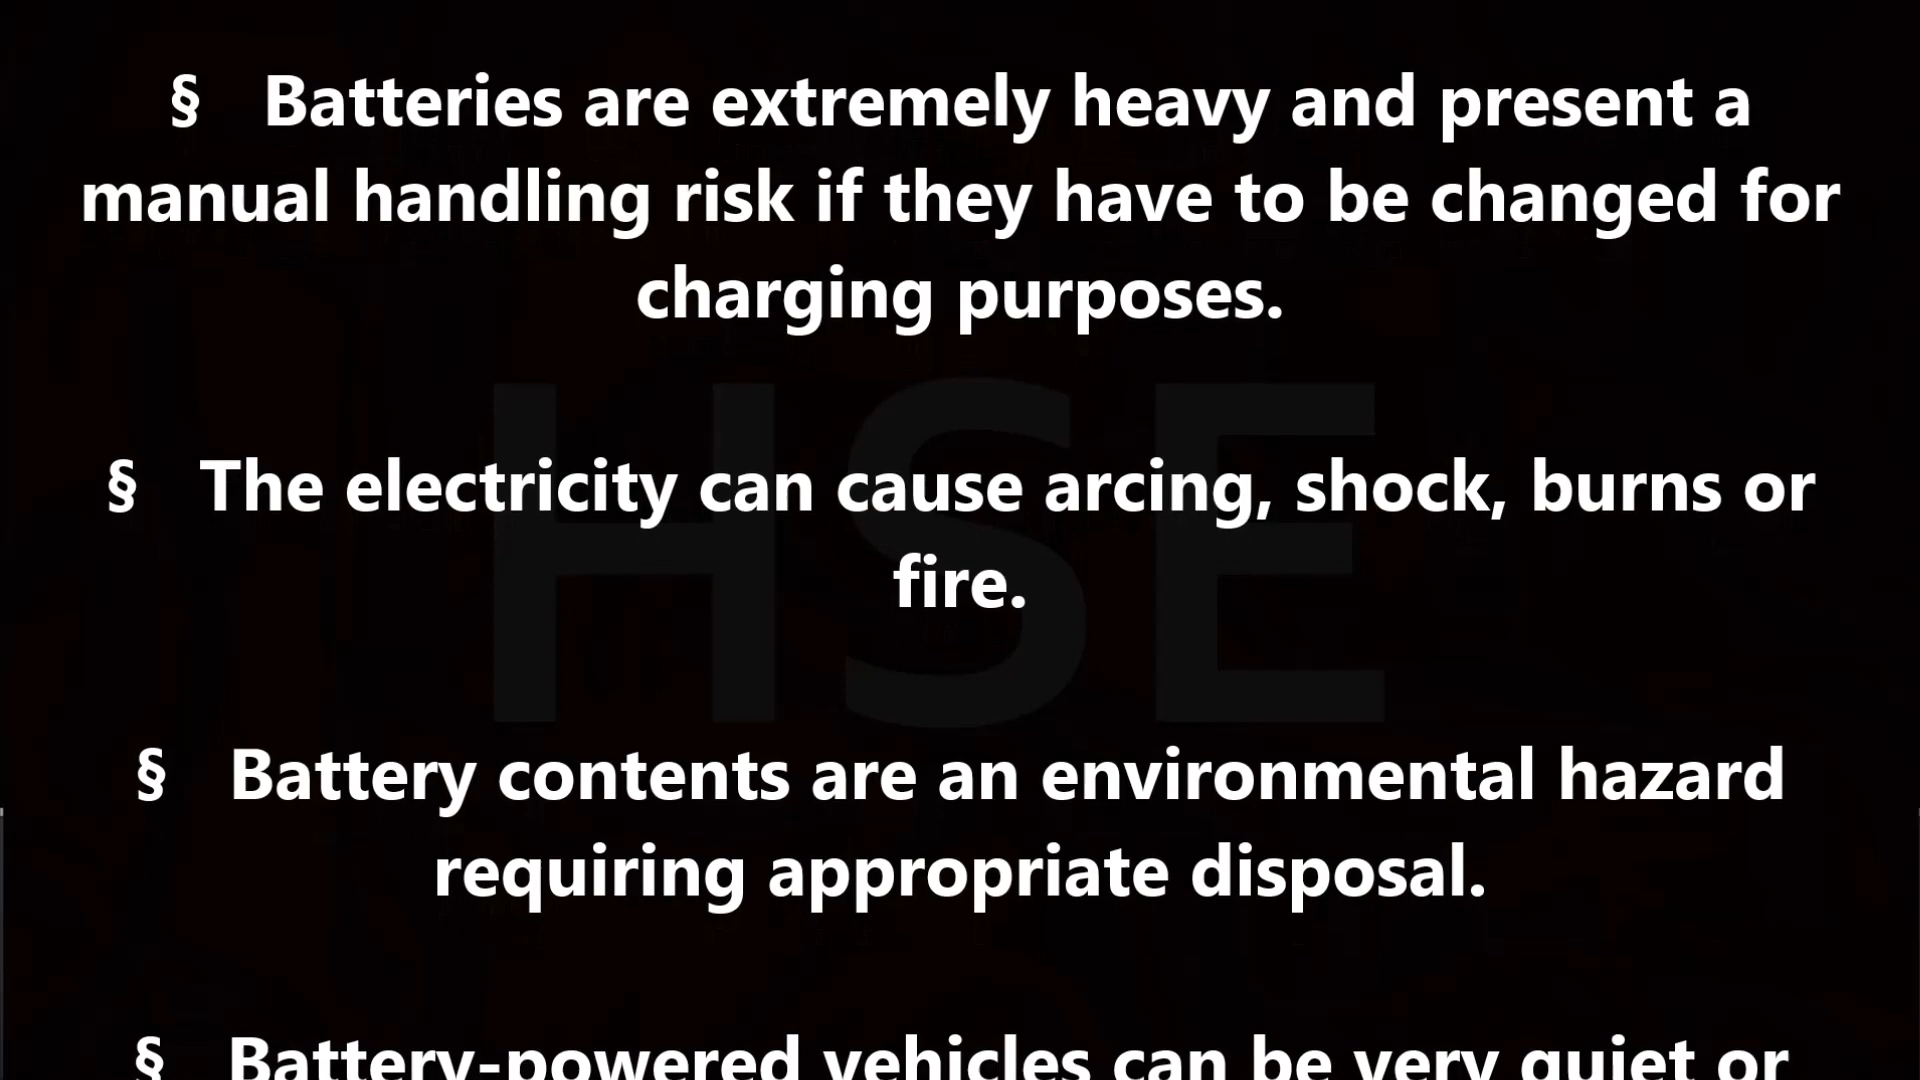 § Batteries are extremely heavy and present a
manual handling risk if they have to be changed for
charging purposes.
HSE
§ The electricity can cause arcing, shock, burns or
fire.
§ Battery contents are an environmental hazard
requiring appropriate disposal.
§ Battery-powered vehicles can be very quiet or